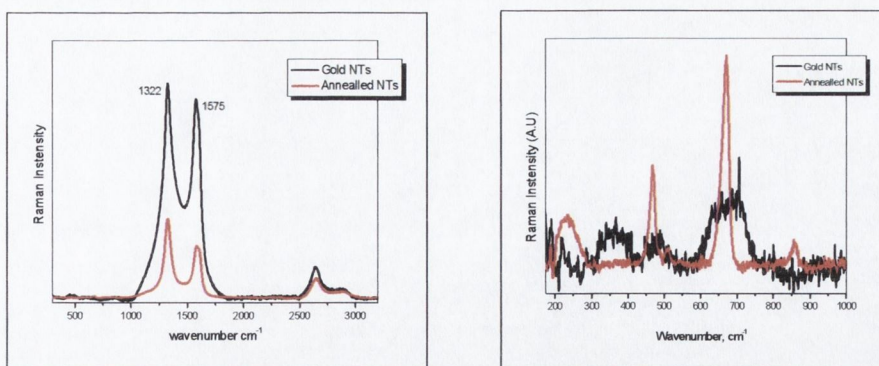 Gold NTs
Annealled NTs
1322
1575
Raman Instensity
500
1000
1500
2000
2500
3000
wavenumber cm-1
Gold NTs
Annealled NTs
Raman Instensity (A.U)
200
300
400
500
600
700
800
900
1000
Wavenumber, cm-1